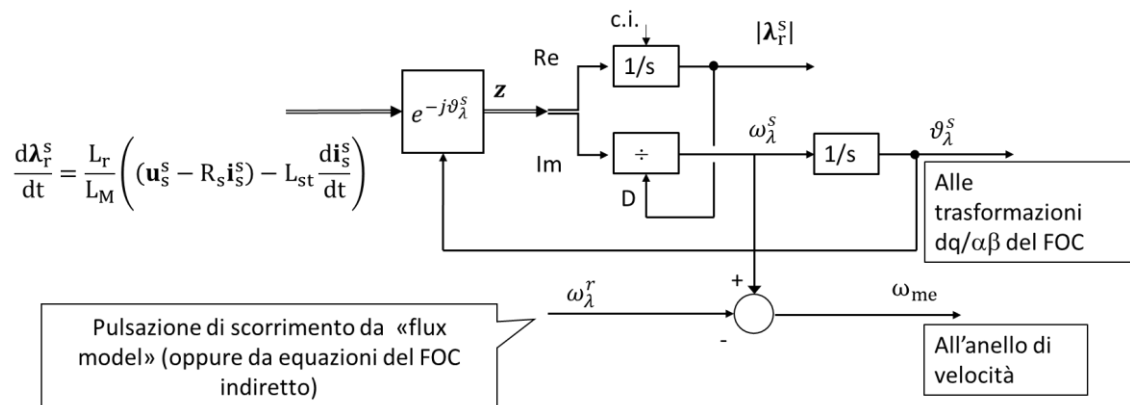 c.i.
|λ_r^s|
Re
1/s
e^{-jϑ_λ^s}
z
ω_λ^s
1/s
ϑ_λ^s
÷
Im
D
dλ_r^s/dt = L_r/L_M ((u_s^s − R_s i_s^s) − L_st di_s^s/dt)
Alle
trasformazioni
dq/αβ del FOC
+
ω_λ^r
ω_me
-
Pulsazione di scorrimento da «flux
model» (oppure da equazioni del FOC
indiretto)
All'anello di
velocità